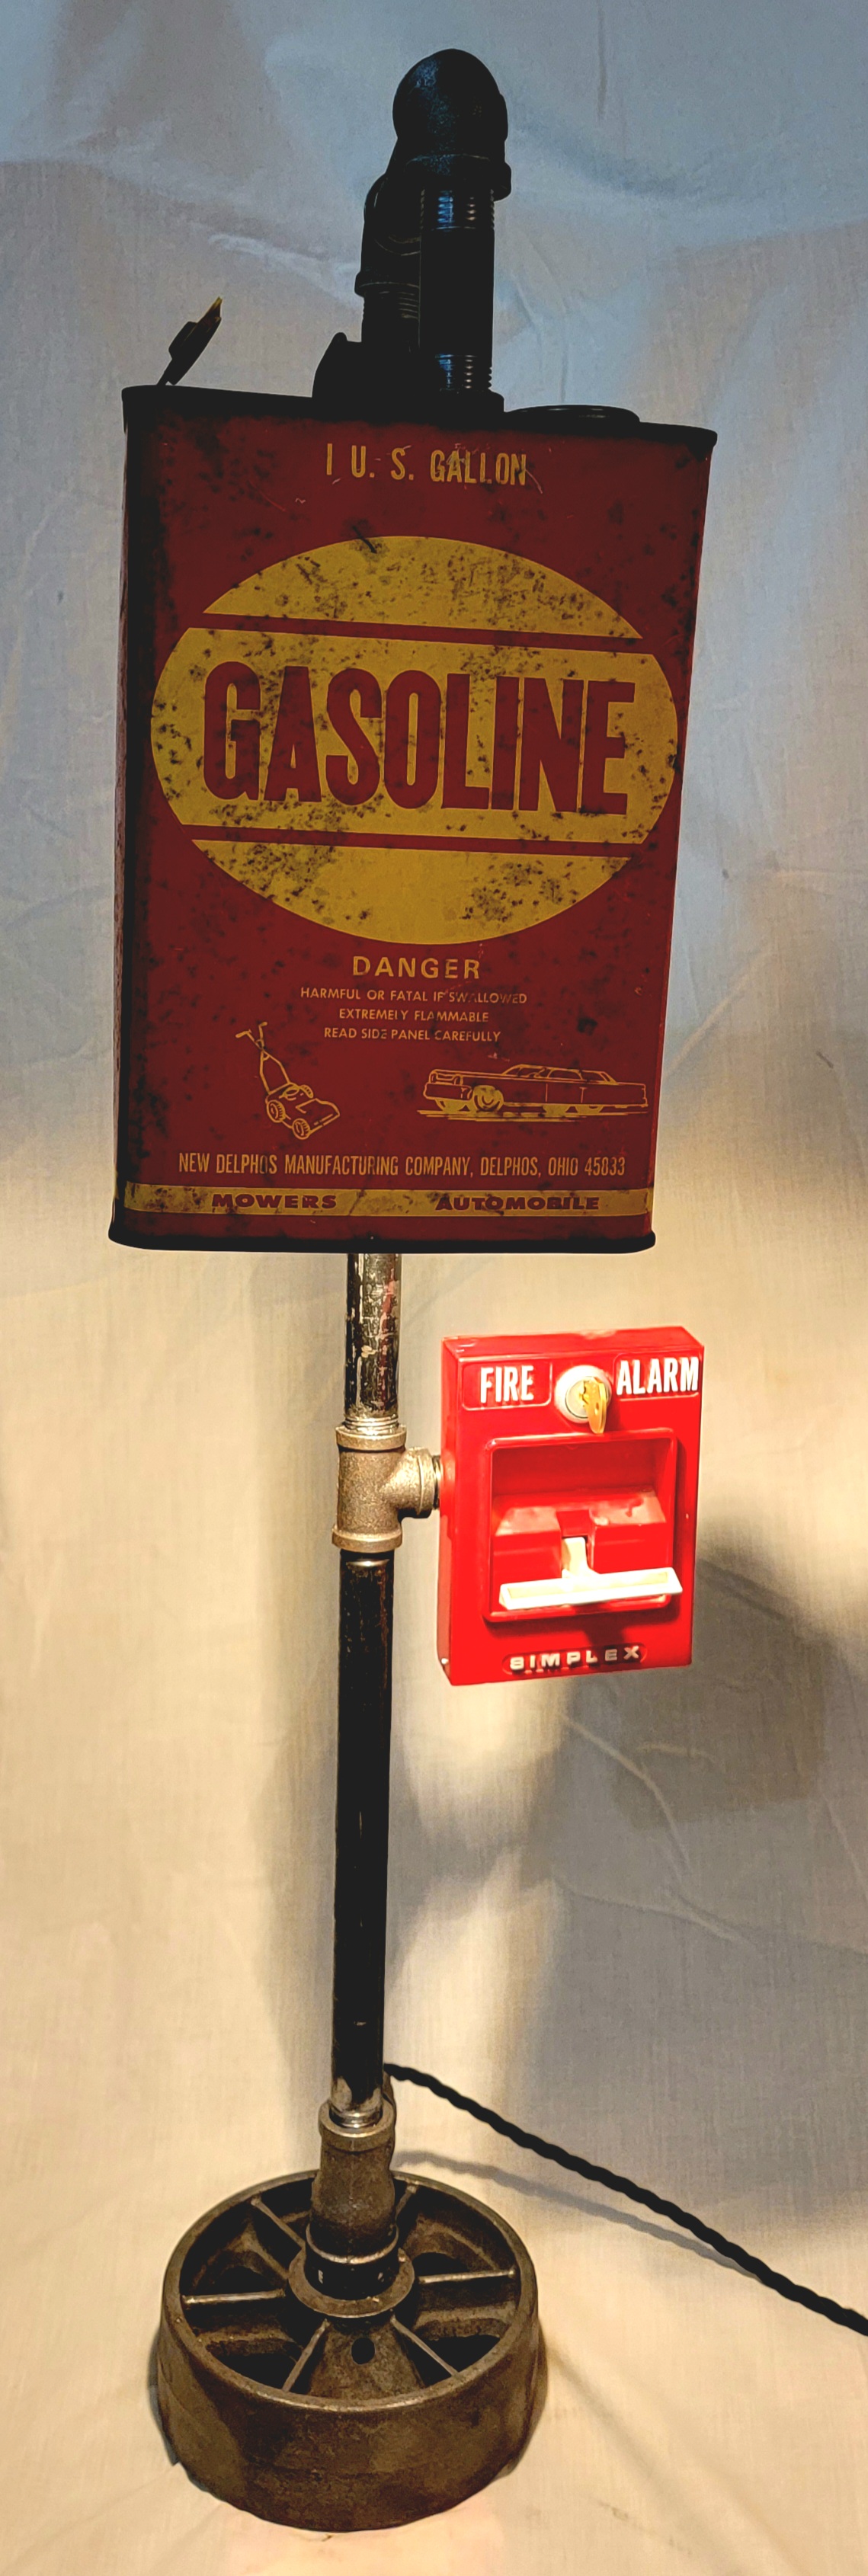 1 U. S. GALLON
GASOLINE
DANGER
HARMFUL OR FATAL IF SWALLOWED
EXTREMELY FLAMMABLE
READ SIDE PANEL CAREFULLY
NEW DELPHOS MANUFACTURING COMPANY, DELPHOS, OHIO 45833
MOWERS AUTOMOBILE
FIRE ALARM
SIMPLEX